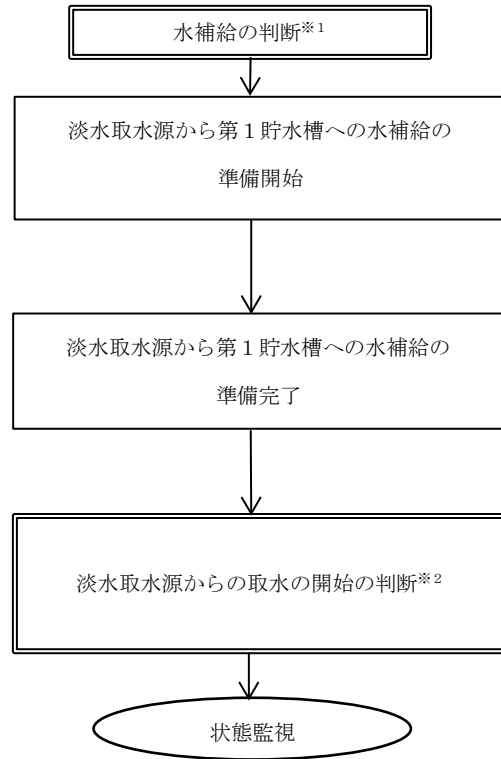 水補給の判断※１
淡水取水源から第１貯水槽への水補給の
準備開始
淡水取水源から第１貯水槽への水補給の
準備完了
淡水取水源からの取水の開始の判断※２
状態監視